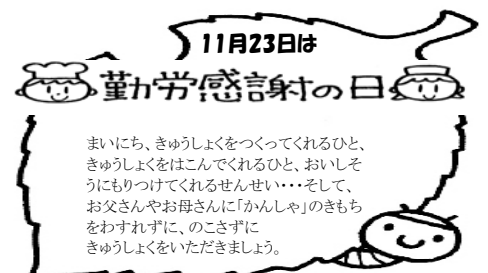 11月23日は
勤労感謝の日
まいにち、きゅうしょくをつくってくれるひと、
きゅうしょくをはこんでくれるひと、おいしそ
うにもりつけてくれるせんせい・・・そして、
お父さんやお母さんに「かんしゃ」のきもち
をわすれずに、のこさずに
きゅうしょくをいただきましょう。